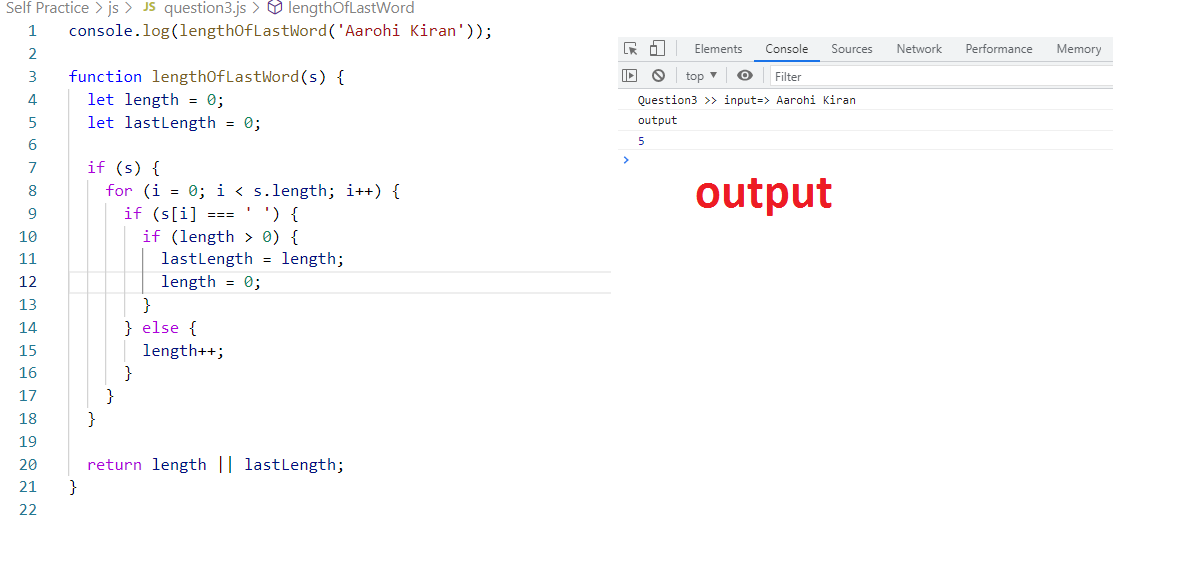 Self Practice > js > JS question3.js > lengthOfLastWord
1 console.log(lengthOfLastWord('Aarohi Kiran'));
2
3 function lengthOfLastWord(s) {
4 let length = 0;
5 let lastLength = 0;
6
7 if (s) {
8 for (i = 0; i < s.length; i++) {
9 if (s[i] === ' ') {
10 if (length > 0) {
11 lastLength = length;
12 length = 0;
13 }
14 } else {
15 length++;
16 }
17 }
18 }
19
20 return length || lastLength;
21 }
22
Elements Console Sources Network Performance Memory
top ▼ Filter
Question3 >> input=> Aarohi Kiran
output
5
>
output